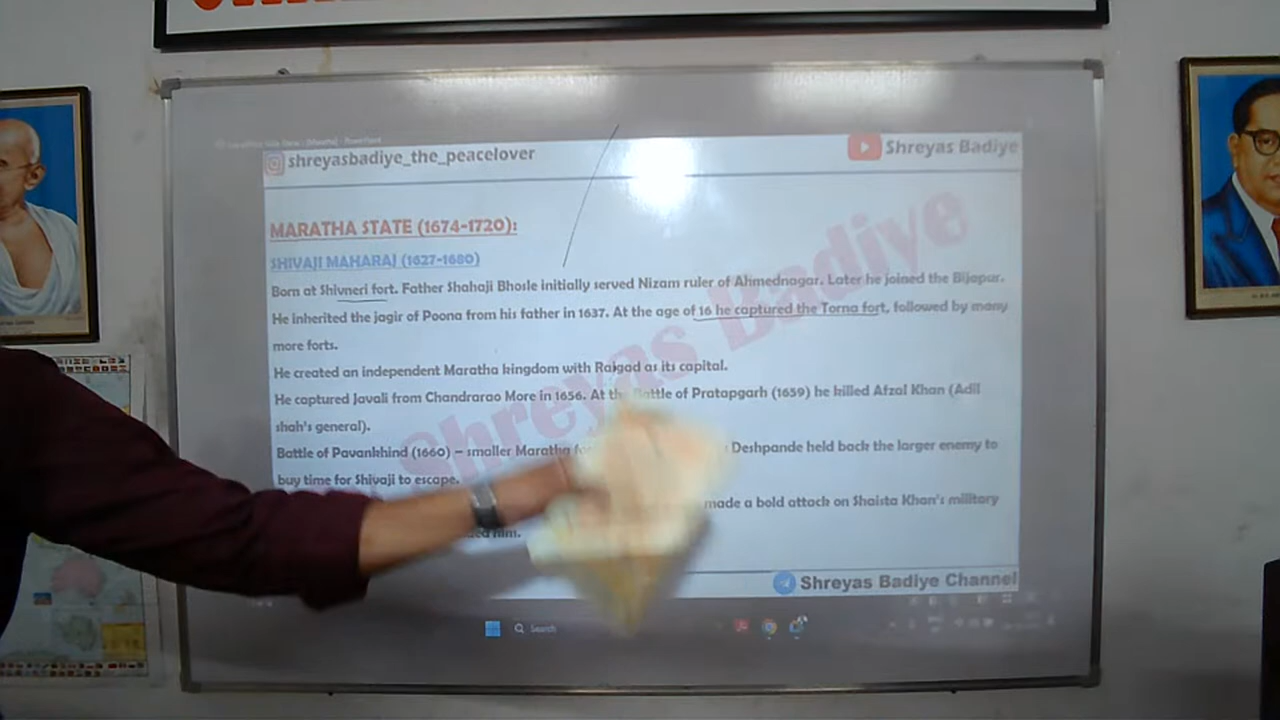 shreyasbadiye_the_peacelover
Shreyas Badiye
MARATHA STATE (1674-1720):
SHIVAJI MAHARAJ (1627-1680)
Born at Shivneri fort. Father Shahaji Bhosle initially served Nizam ruler of Ahmednagar. Later he joined the Bijapur.
He inherited the jagir of Poona from his father in 1637. At the age of 16 he captured the Torna fort, followed by many
more forts.
He created an independent Maratha kingdom with Raigad as its capital.
He captured Javali from Chandrarao More in 1656. At the Battle of Pratapgarh (1659) he killed Afzal Khan (Adil
shah's general).
Battle of Pavankhind (1660) – smaller Maratha Deshpande held back the larger enemy to
buy time for Shivaji to escape.
made a bold attack on Shaista Khan's military
him.
Shreyas Badiye
Shreyas Badiye Channel
Search